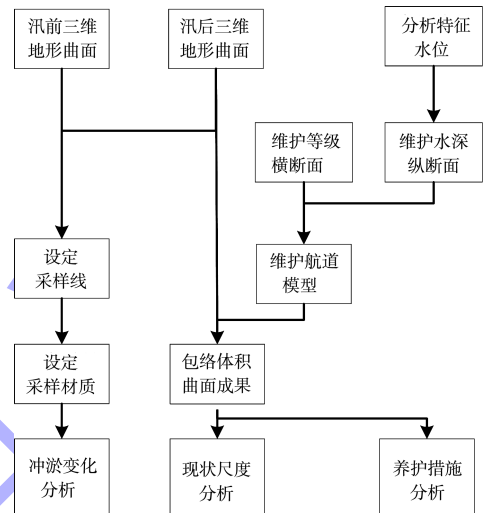 汛前三维
地形曲面
汛后三维
地形曲面
分析特征
水位
维护等级
横断面
维护水深
纵断面
设定
采样线
维护航道
模型
设定
采样材质
包络体积
曲面成果
冲淤变化
分析
现状尺度
分析
养护措施
分析